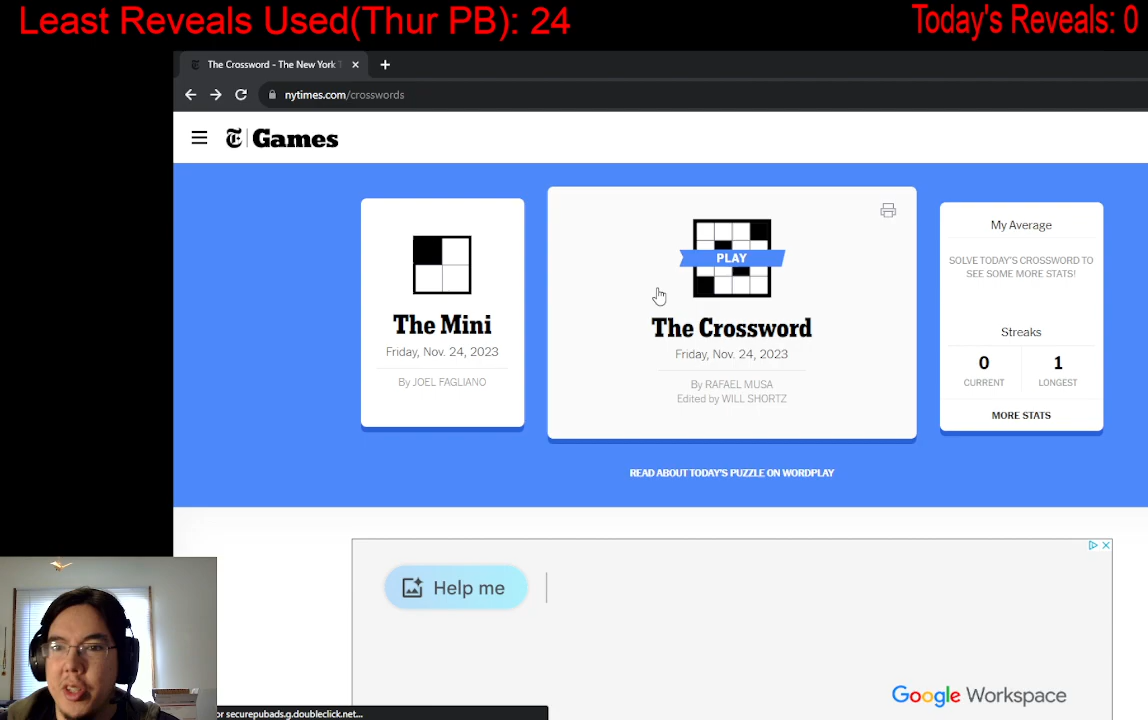 Least Reveals Used(Thur PB): 24
Today's Reveals: 0
The Crossword - The New York
nytimes.com/crosswords
Games
The Mini
Friday, Nov. 24, 2023
By JOEL FAGLIANO
PLAY
The Crossword
Friday, Nov. 24, 2023
By RAFAEL MUSA
Edited by WILL SHORTZ
My Average
SOLVE TODAY'S CROSSWORD TO
SEE SOME MORE STATS!
Streaks
0 1
CURRENT LONGEST
MORE STATS
READ ABOUT TODAY'S PUZZLE ON WORDPLAY
Help me
Google Workspace
or securepubads.g.doubleclick.net...